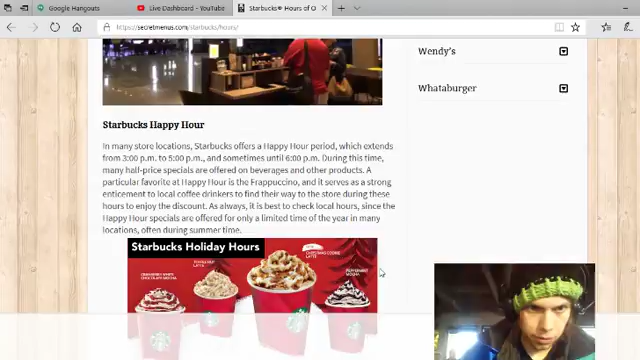 Google Hangouts
Live Dashboard - YouTube
Starbucks® Hours of O
https://secretmenus.com/starbucks/hours/
Wendy's
Whataburger
Starbucks Happy Hour
In many store locations, Starbucks offers a Happy Hour period, which extends
from 3:00 p.m. to 5:00 p.m., and sometimes until 6:00 p.m. During this time,
many half-price specials are offered on beverages and other products. A
particular favorite at Happy Hour is the Frappuccino, and it serves as a strong
enticement to local coffee drinkers to find their way to the store during these
hours to enjoy the discount. As always, it is best to check local hours, since the
Happy Hour specials are offered for only a limited time of the year in many
locations, often during summer time.
Starbucks Holiday Hours
PEPPERMINT
MOCHA